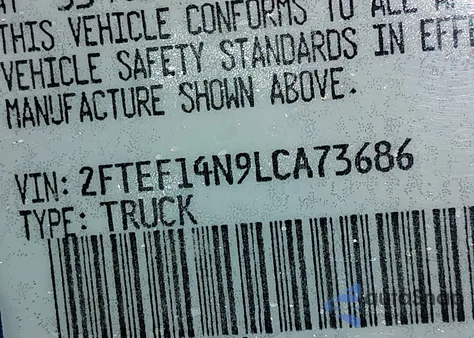 THIS VEHICLE CONFORMS TO ALL
VEHICLE SAFETY STANDARDS IN EFF
MANUFACTURE SHOWN ABOVE.
VIN: 2FTEF14N9LCA73686
TYPE: TRUCK